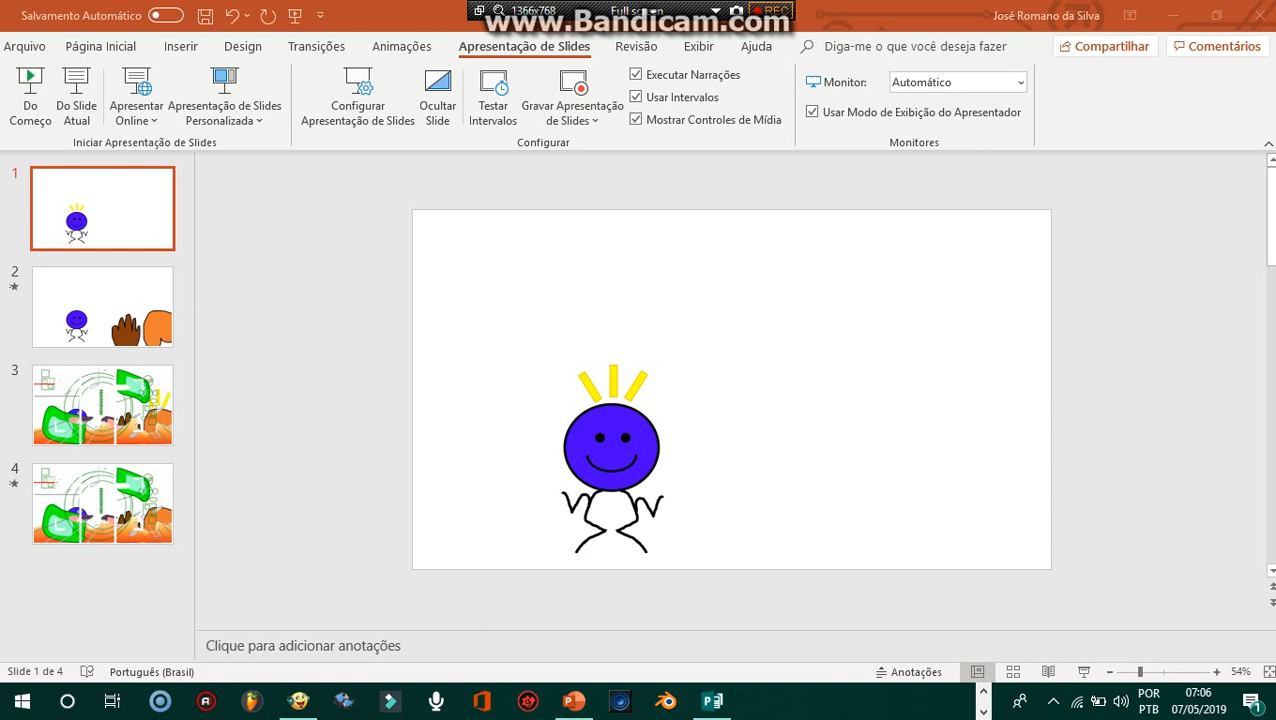 Salvamento Automático
1366x768 Full screen REC
www.Bandicam.com
José Romano da Silva
Arquivo Página Inicial Inserir Design Transições Animações Apresentação de Slides Revisão Exibir Ajuda Diga-me o que você deseja fazer Compartilhar Comentários
Do Começo
Do Slide Atual
Apresentar Online
Apresentação de Slides Personalizada
Iniciar Apresentação de Slides
Configurar Apresentação de Slides
Ocultar Slide
Testar Intervalos
Gravar Apresentação de Slides
Executar Narrações
Usar Intervalos
Mostrar Controles de Mídia
Configurar
Monitor: Automático
Usar Modo de Exibição do Apresentador
Monitores
1
2
3
4
Clique para adicionar anotações
Slide 1 de 4 Português (Brasil) Anotações 54%
POR
PTB
07:06
07/05/2019
1